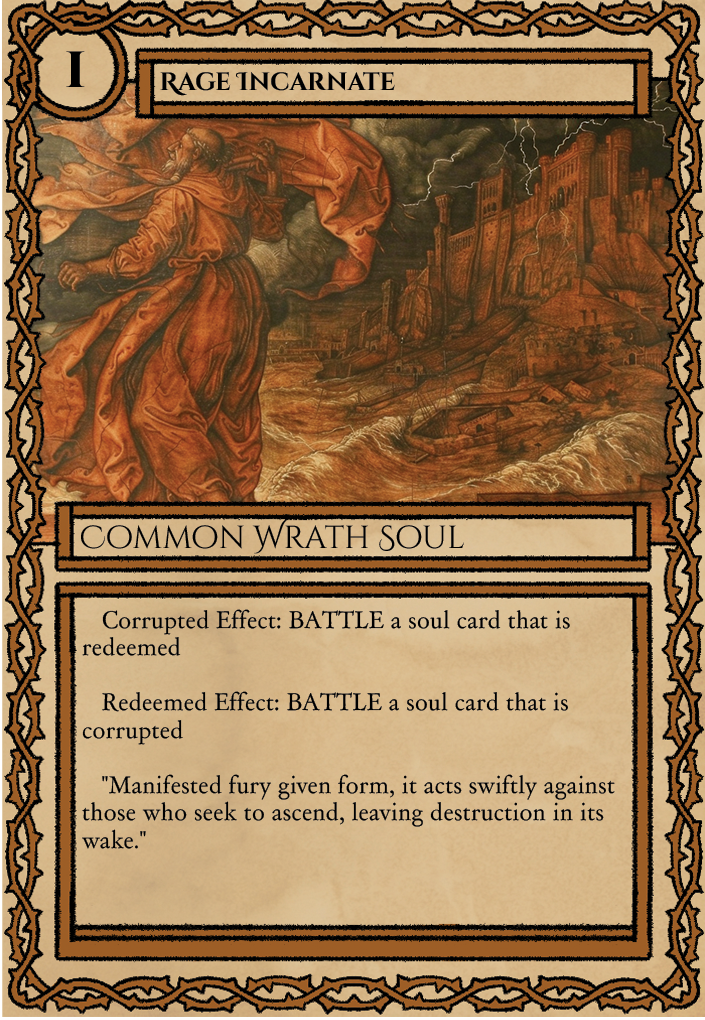 I
Rage Incarnate
Common Wrath Soul
Corrupted Effect: BATTLE a soul card that is
redeemed
Redeemed Effect: BATTLE a soul card that is
corrupted
"Manifested fury given form, it acts swiftly against
those who seek to ascend, leaving destruction in its
wake."